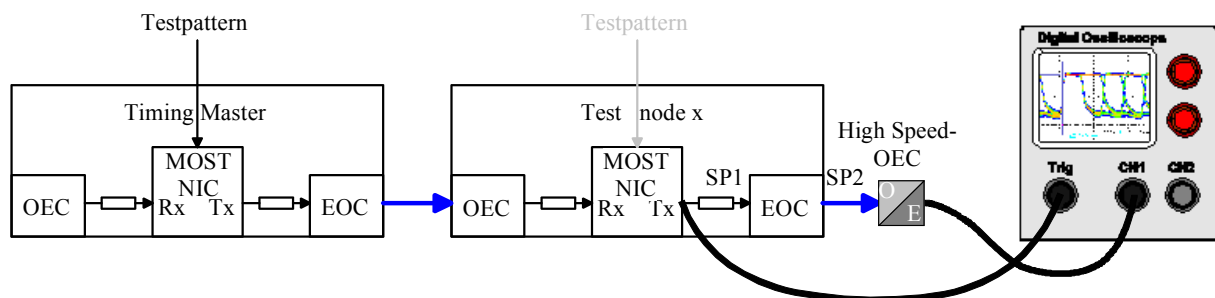 Testpattern
Testpattern
Digital Oscilloscope
Timing Master
Test node x
High Speed-
OEC
MOST
NIC
Rx Tx
OEC
EOC
MOST
NIC
Rx Tx
OEC
EOC
SP1
SP2
O
E
Trig
CH1
CH2